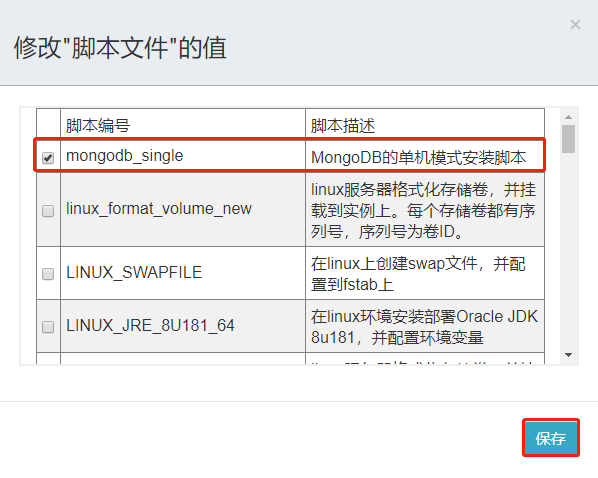 修改"脚本文件"的值
×
脚本编号 脚本描述
mongodb_single MongoDB的单机模式安装脚本
linux_format_volume_new
linux服务器格式化存储卷，并挂
载到实例上。每个存储卷都有序
列号，序列号为卷ID。
LINUX_SWAPFILE
在linux上创建swap文件，并配
置到fstab上
LINUX_JRE_8U181_64
在linux环境安装部署Oracle JDK
8u181，并配置环境变量
保存